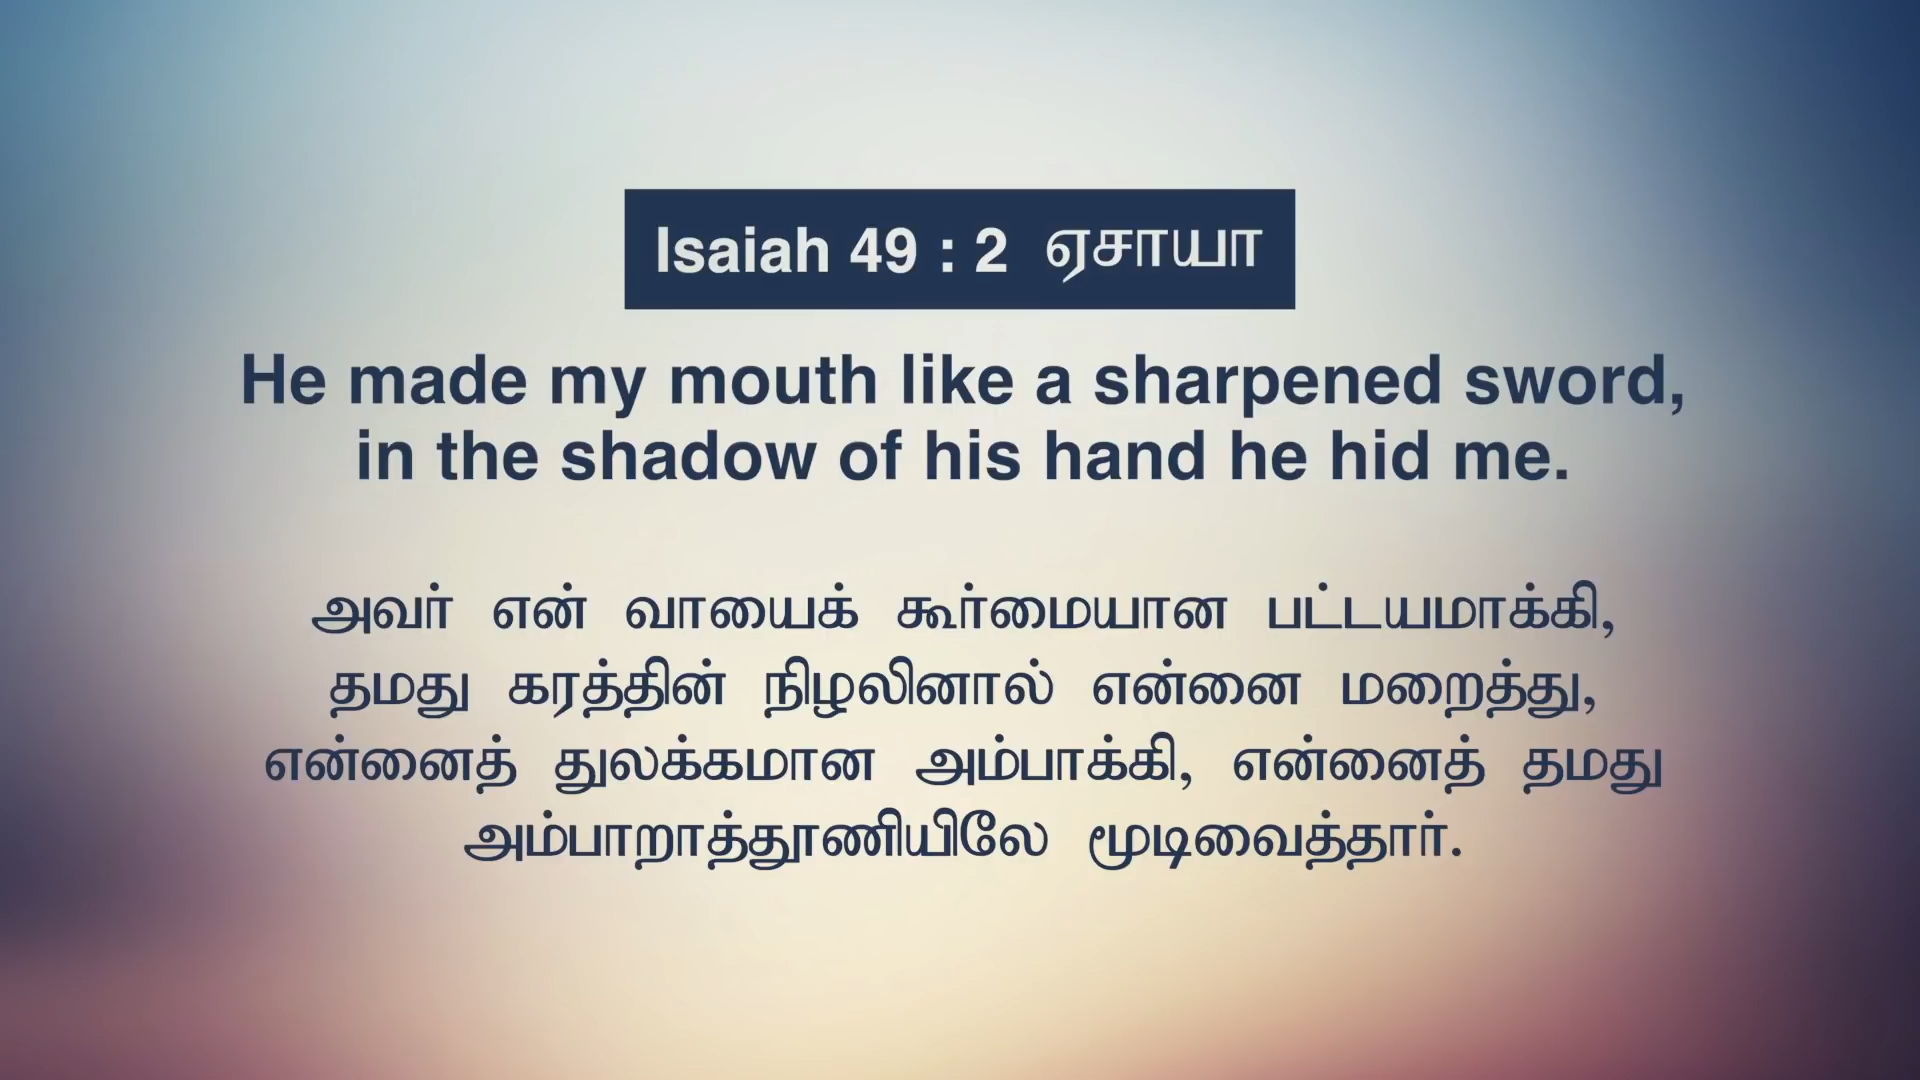 Isaiah 49 : 2 ஏசாயா
He made my mouth like a sharpened sword,
in the shadow of his hand he hid me.
அவர் என் வாயைக் கூர்மையான பட்டயமாக்கி,
தமது கரத்தின் நிழலினால் என்னை மறைத்து,
என்னைத் துலக்கமான அம்பாக்கி, என்னைத் தமது
அம்பாறாத்தூணியிலே மூடிவைத்தார்.